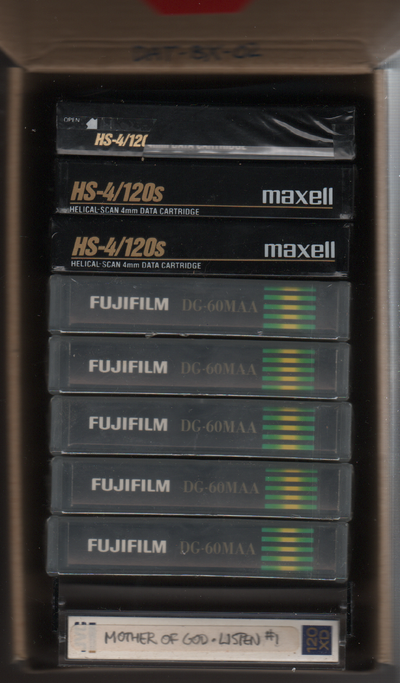 DAT-BX-02
OPEN
HS-4/120
HS-4/120s maxell
HELICAL-SCAN 4mm DATA CARTRIDGE
HS-4/120s maxell
HELICAL-SCAN 4mm DATA CARTRIDGE
FUJIFILM DG-60MAA
FUJIFILM DG-60MAA
FUJIFILM DG-60MAA
FUJIFILM DG-60MAA
FUJIFILM DG-60MAA
MOTHER OF GOD • LISTEN #1
120 XD